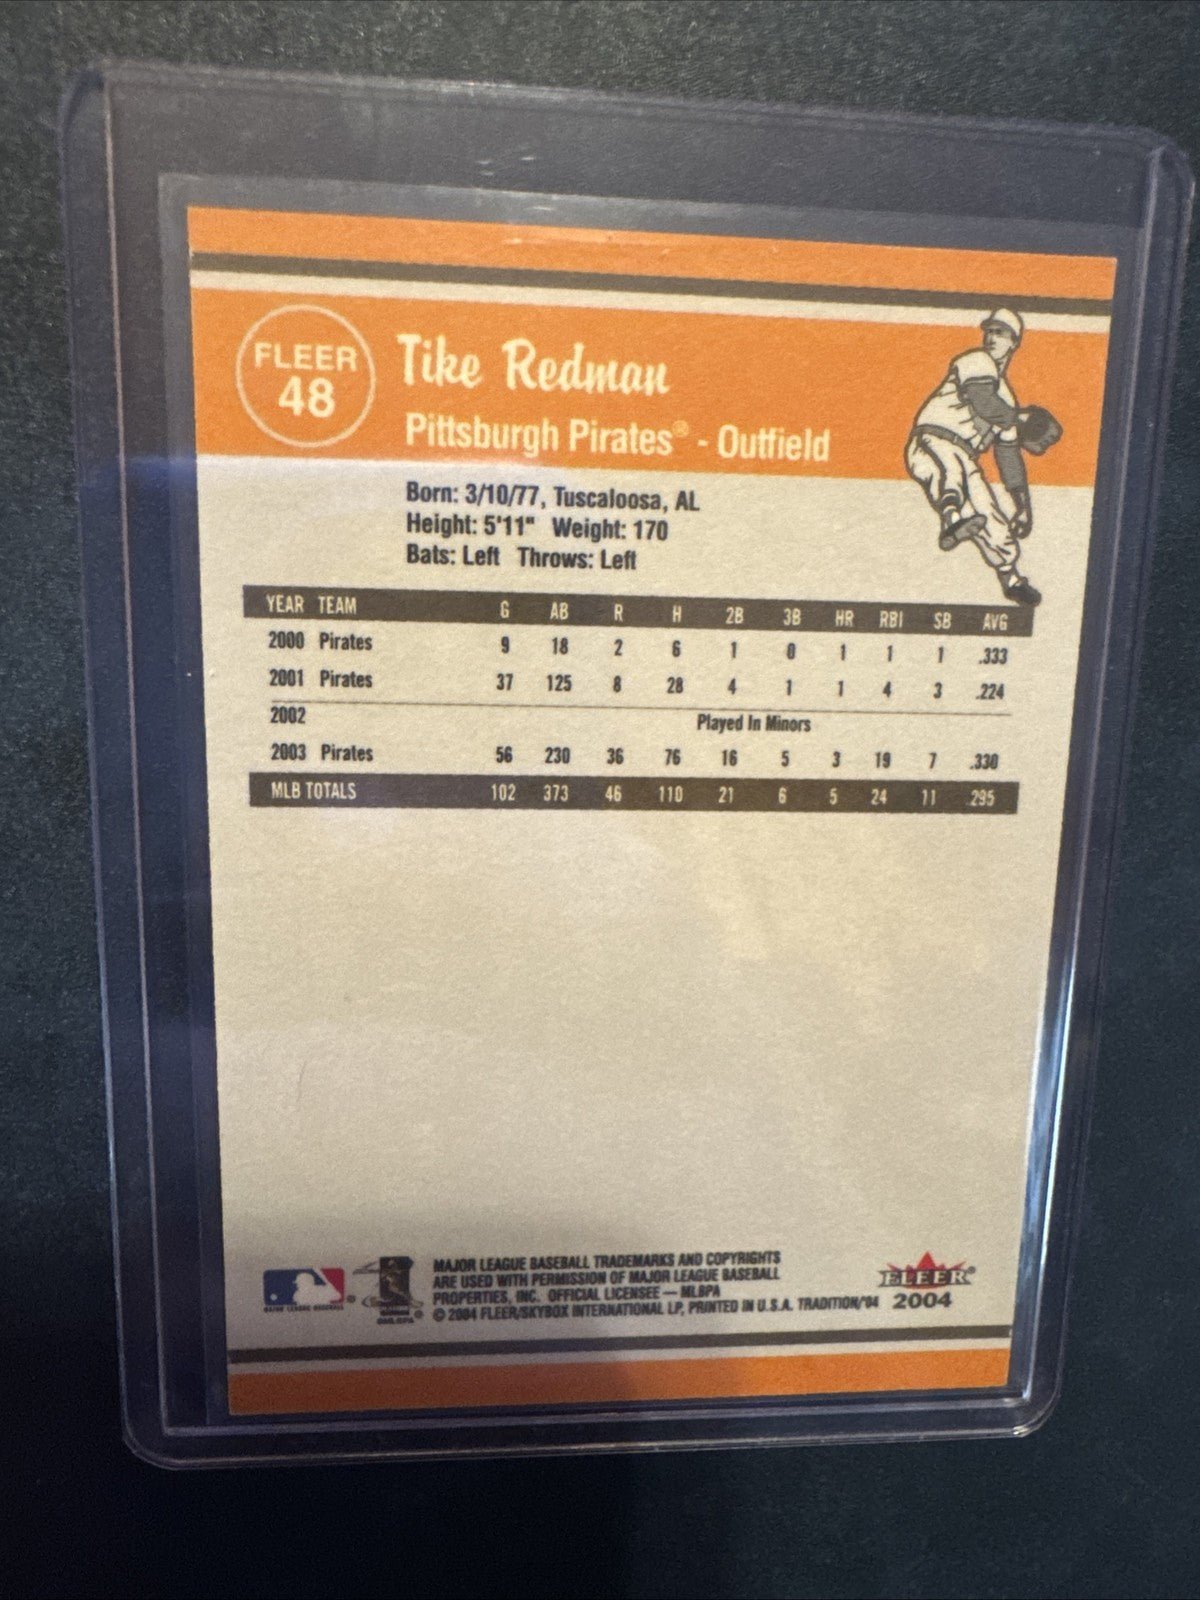 FLEER
48
Tike Redman
Pittsburgh Pirates® - Outfield
Born: 3/10/77, Tuscaloosa, AL
Height: 5'11" Weight: 170
Bats: Left Throws: Left
YEAR TEAM G AB R H 2B 3B HR RBI SB AVG
2000 Pirates 9 18 2 6 1 0 1 1 1 .333
2001 Pirates 37 125 8 28 4 1 1 4 3 .224
2002 Played In Minors
2003 Pirates 56 230 36 76 16 5 3 19 7 .330
MLB TOTALS 102 373 46 110 21 6 5 24 11 .295
MAJOR LEAGUE BASEBALL TRADEMARKS AND COPYRIGHTS
ARE USED WITH PERMISSION OF MAJOR LEAGUE BASEBALL
PROPERTIES, INC. OFFICIAL LICENSEE — MLBPA
© 2004 FLEER/SKYBOX INTERNATIONAL LP, PRINTED IN U.S.A. TRADITION/'04
MAJOR LEAGUE BASEBALL ®
©MLBPA ®
FLEER®
2004